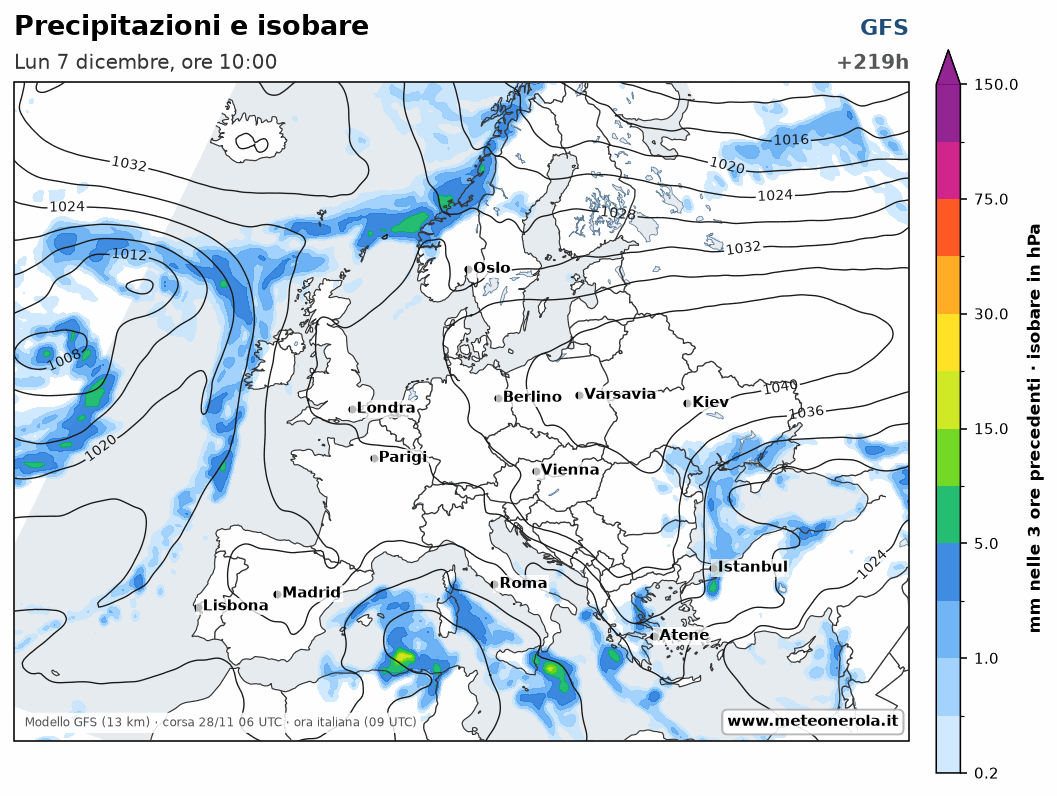 Precipitazioni e isobare
GFS
Lun 7 dicembre, ore 10:00
+219h
150.0
75.0
30.0
15.0
5.0
1.0
0.2
mm nelle 3 ore precedenti · isobare in hPa
1032
1024
1012
1008
1020
1016
1020
1024
1028
1032
1040
1036
1024
Oslo
Londra
Berlino
Varsavia
Kiev
Parigi
Vienna
Istanbul
Roma
Madrid
Lisbona
Atene
Modello GFS (13 km) · corsa 28/11 06 UTC · ora italiana (09 UTC)
www.meteonerola.it